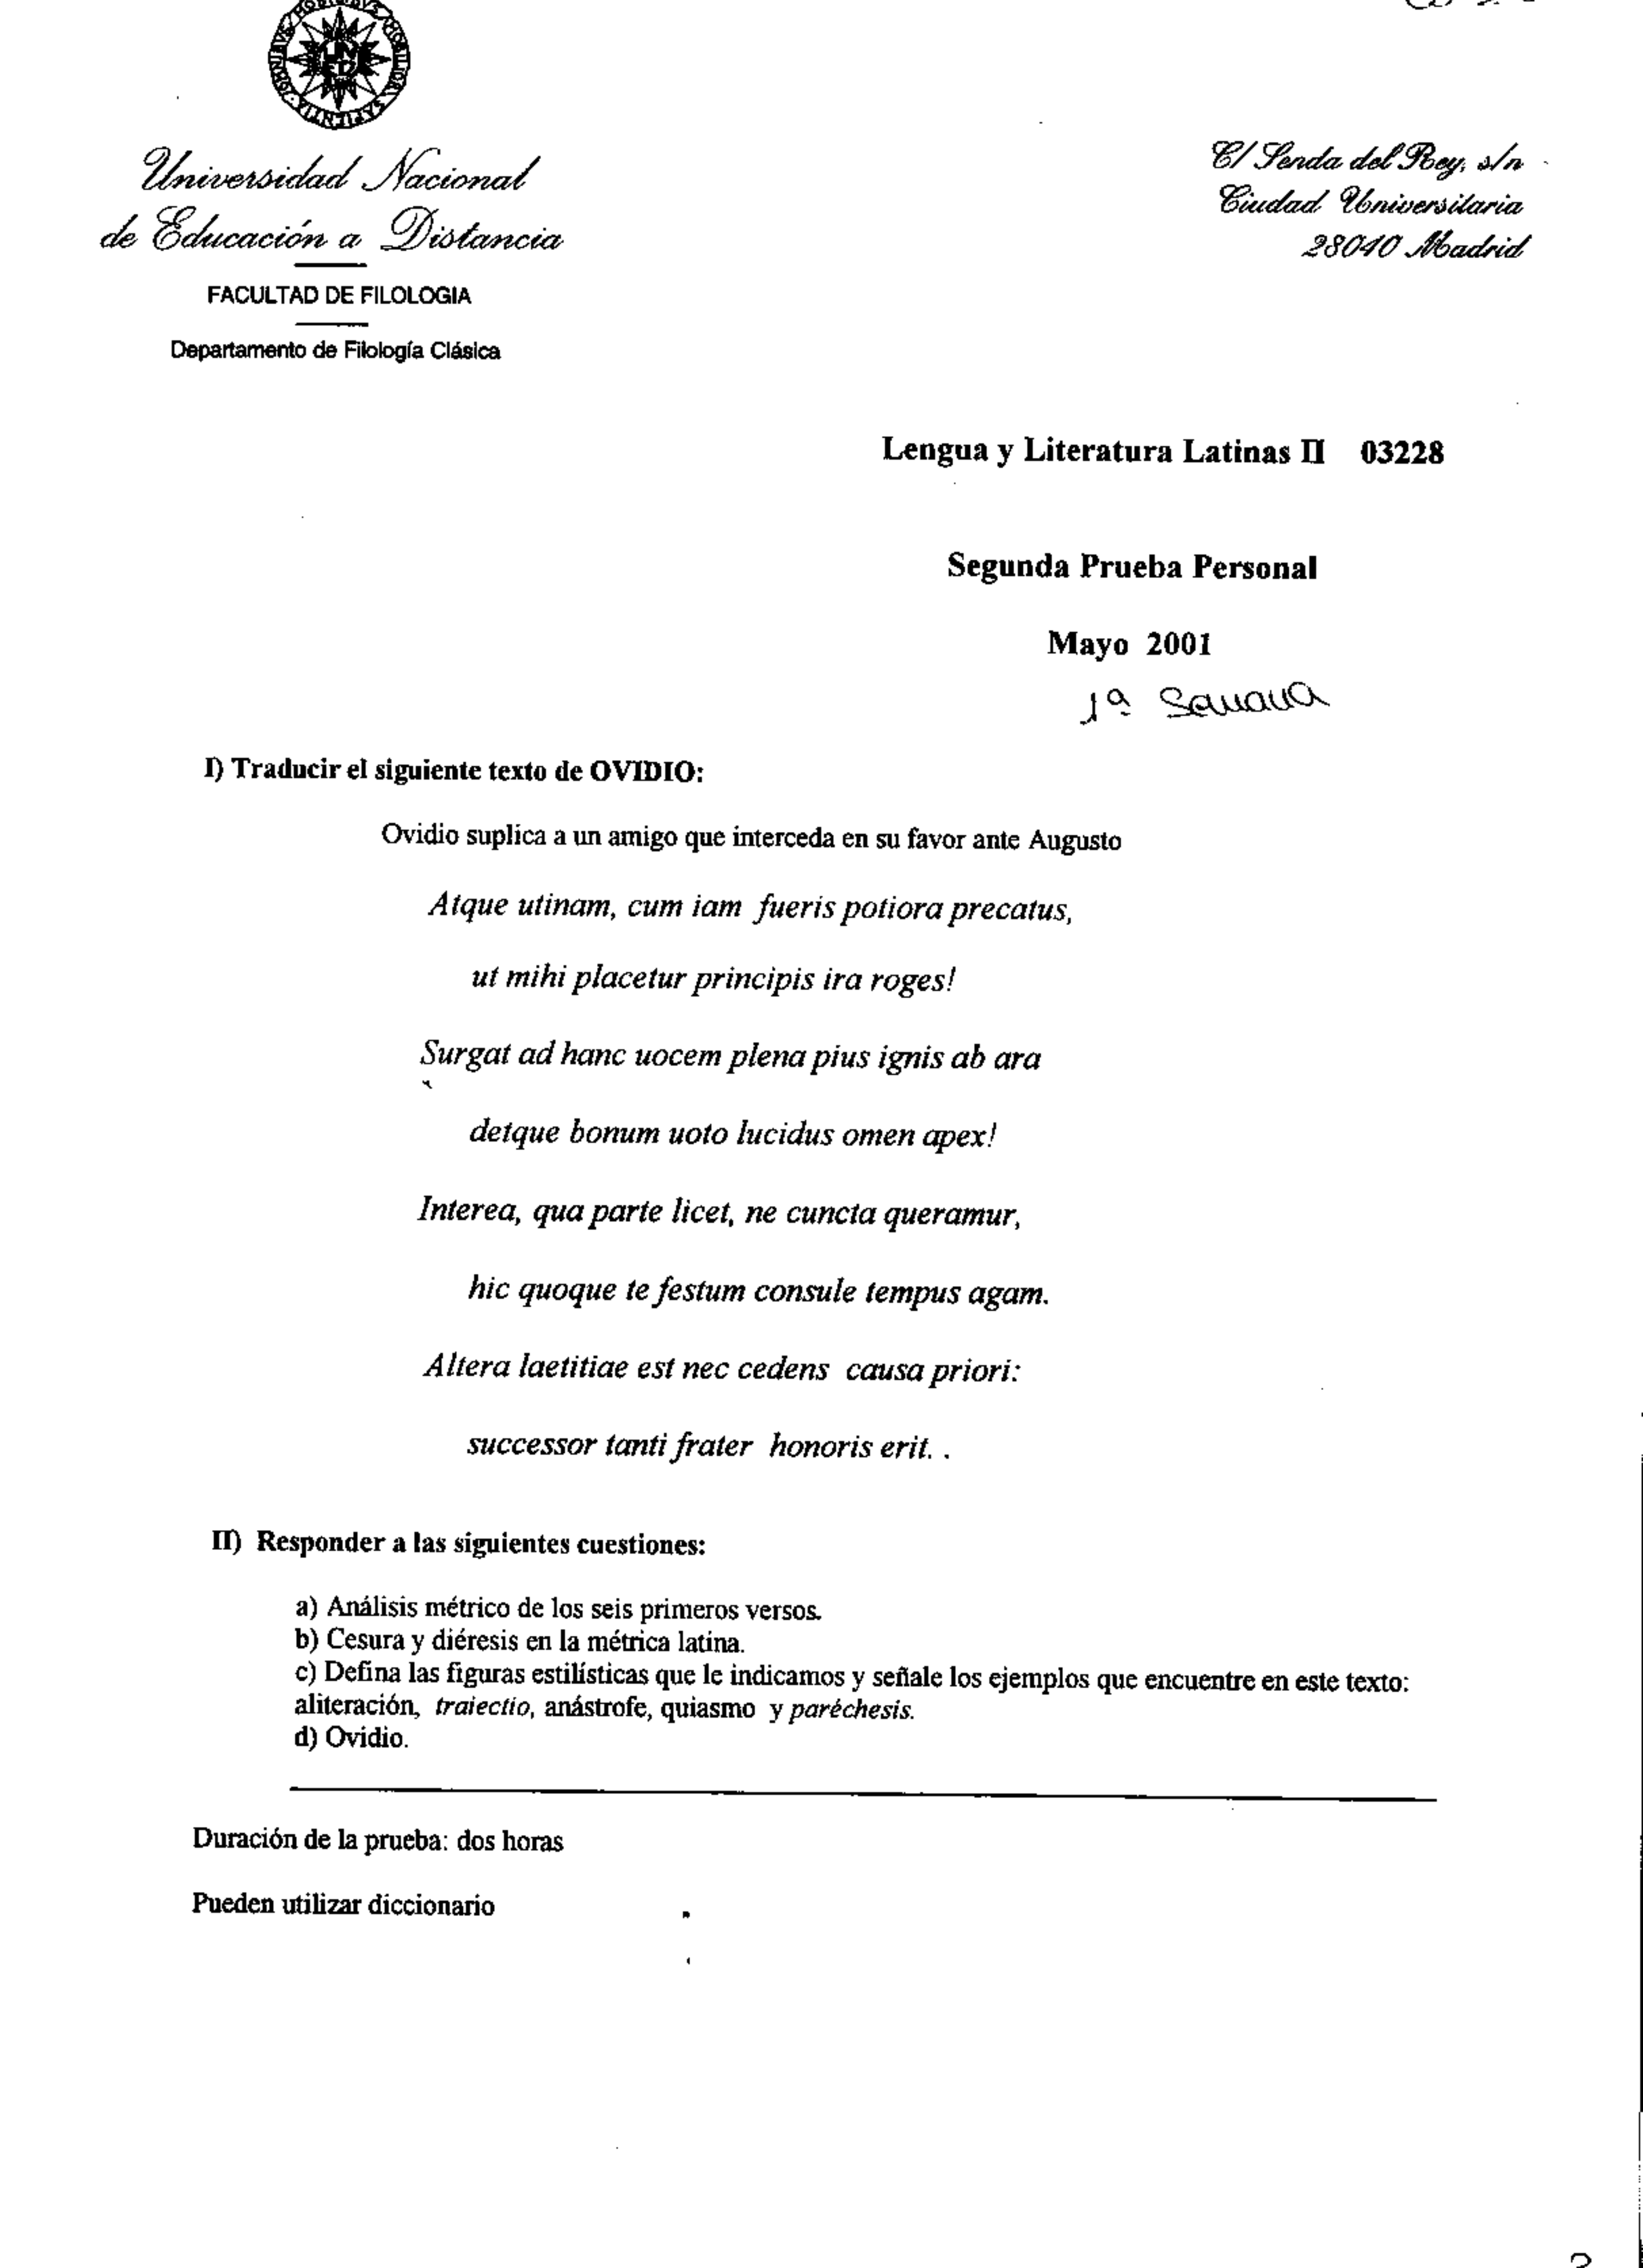 Universidad Nacional
de Educación a Distancia
C/ Senda del Rey, s/n
Ciudad Universitaria
28040 Madrid
FACULTAD DE FILOLOGIA
Departamento de Filología Clásica
Lengua y Literatura Latinas II 03228
Segunda Prueba Personal
Mayo 2001
1ª Semana
I) Traducir el siguiente texto de OVIDIO:
Ovidio suplica a un amigo que interceda en su favor ante Augusto
Atque utinam, cum iam fueris potiora precatus,
ut mihi placetur principis ira roges!
Surgat ad hanc uocem plena pius ignis ab ara
detque bonum uoto lucidus omen apex!
Interea, qua parte licet, ne cuncta queramur,
hic quoque te festum consule tempus agam.
Altera laetitiae est nec cedens causa priori:
successor tanti frater honoris erit. .
II) Responder a las siguientes cuestiones:
a) Análisis métrico de los seis primeros versos.
b) Cesura y diéresis en la métrica latina.
c) Defina las figuras estilísticas que le indicamos y señale los ejemplos que encuentre en este texto:
aliteración, traiectio, anástrofe, quiasmo y paréchesis.
d) Ovidio.
Duración de la prueba: dos horas
Pueden utilizar diccionario